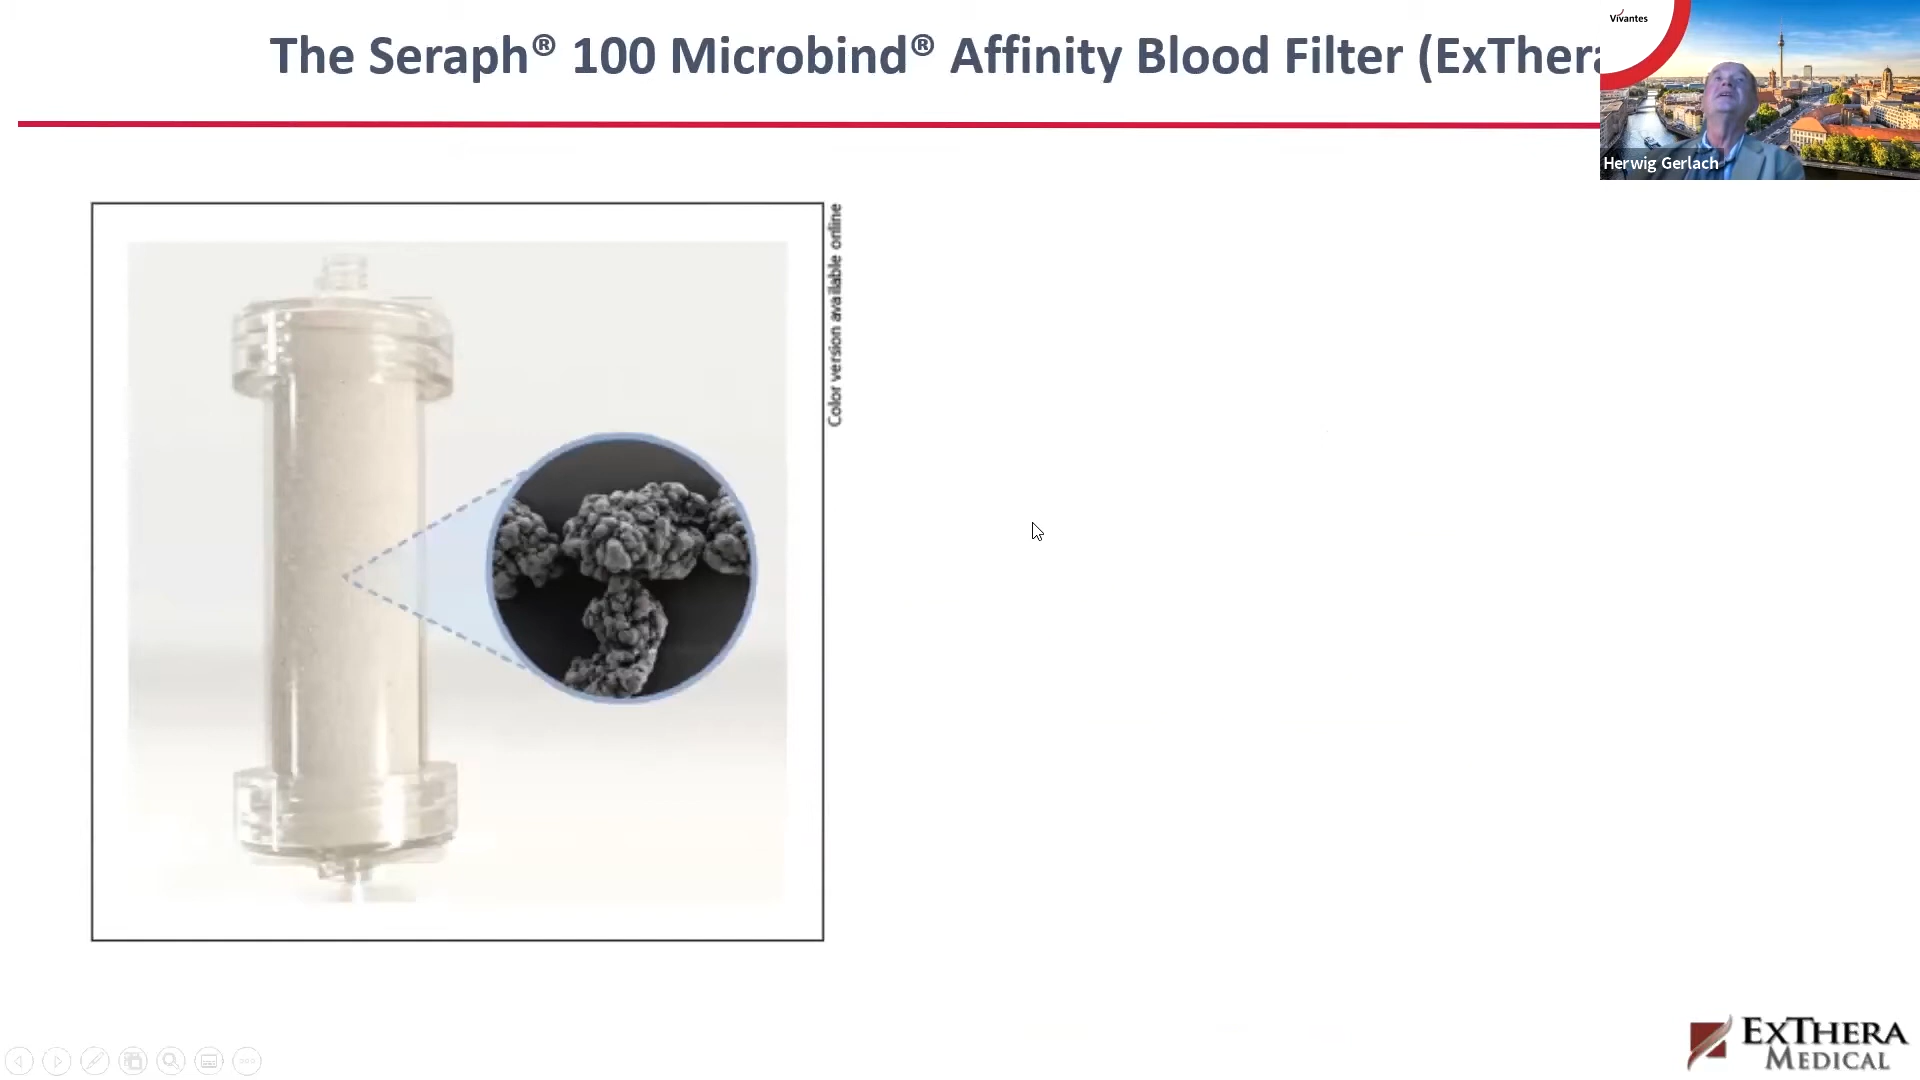 The Seraph® 100 Microbind® Affinity Blood Filter (ExThera
Vivantes
Herwig Gerlach
Color version available online
EXTHERA
MEDICAL